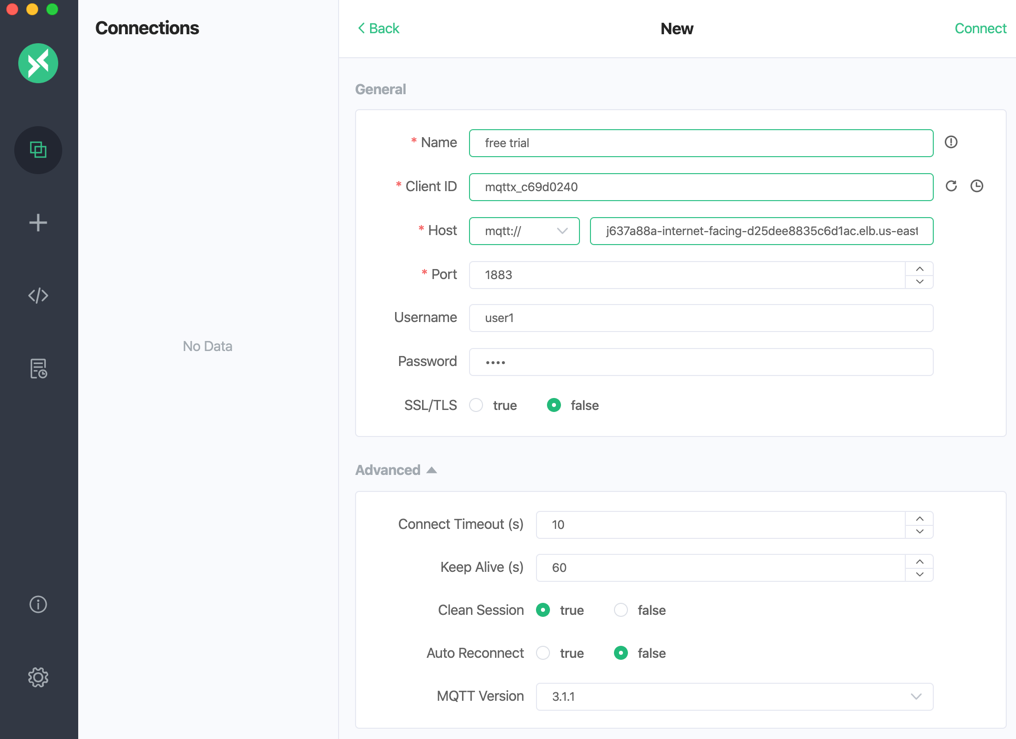 Connections
No Data
Back
New
Connect
General
* Name free trial
* Client ID mqttx_c69d0240
* Host mqtt:// j637a88a-internet-facing-d25dee8835c6d1ac.elb.us-east
* Port 1883
Username user1
Password ••••
SSL/TLS true false
Advanced
Connect Timeout (s) 10
Keep Alive (s) 60
Clean Session true false
Auto Reconnect true false
MQTT Version 3.1.1